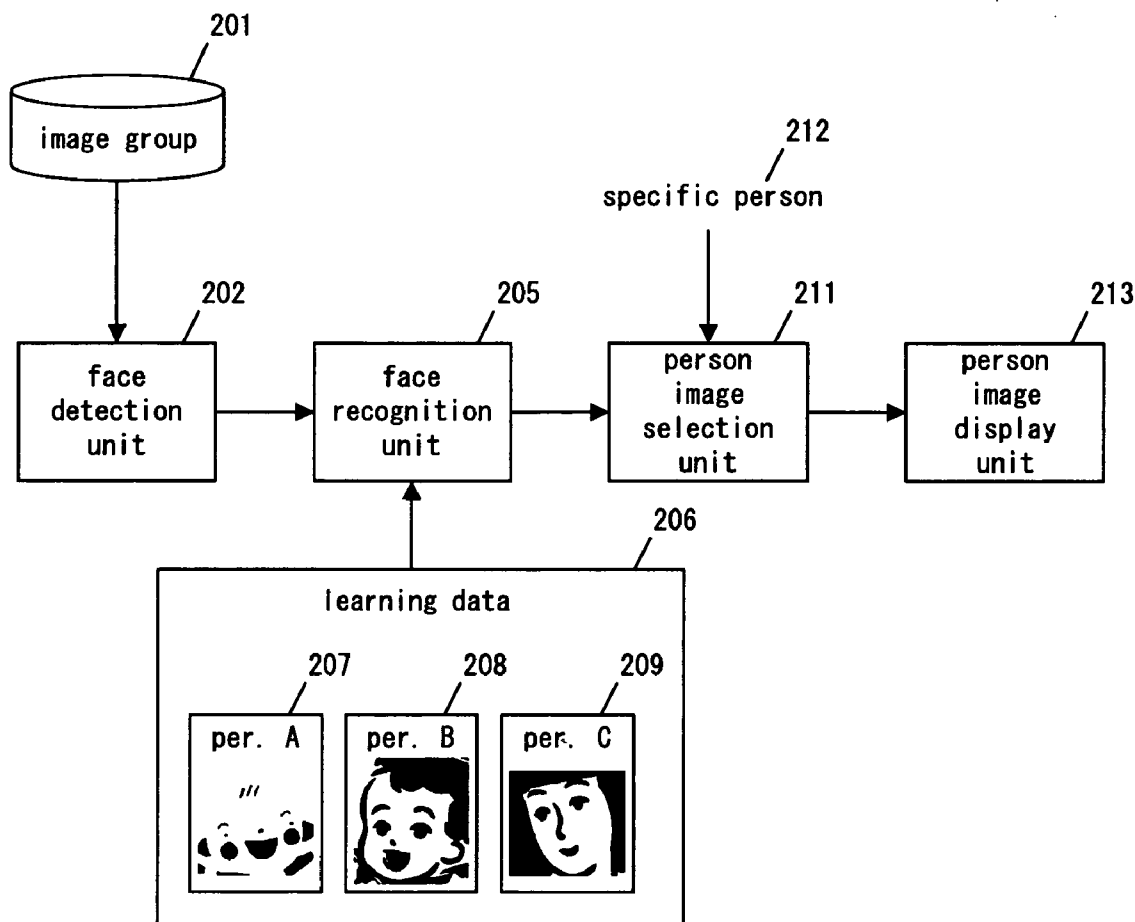 201
image group
212
specific person
202
205
211
213
face
detection
unit
face
recognition
unit
person
image
selection
unit
person
image
display
unit
206
learning data
207
208
209
per. A
per. B
per. C